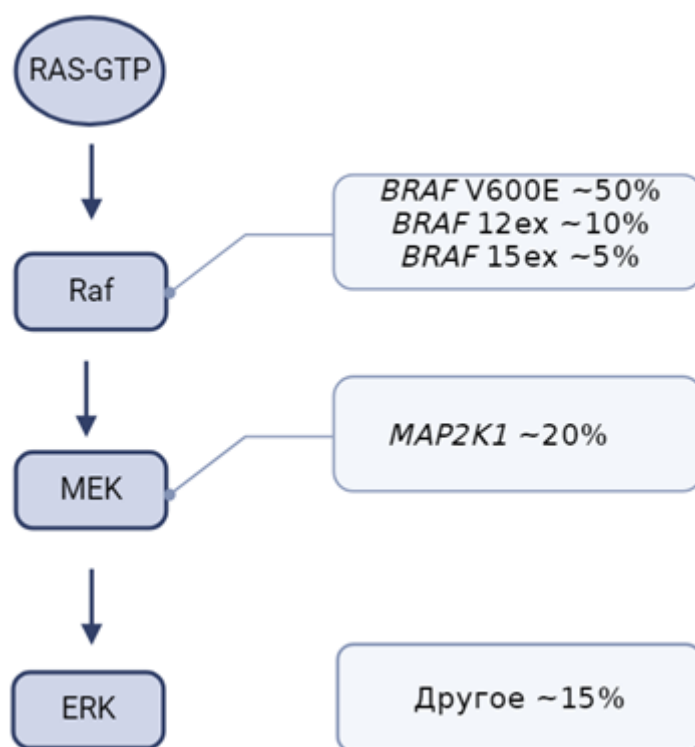 RAS-GTP
BRAF V600E ~50%
BRAF 12ex ~10%
BRAF 15ex ~5%
Raf
MAP2K1 ~20%
MEK
Другое ~15%
ERK